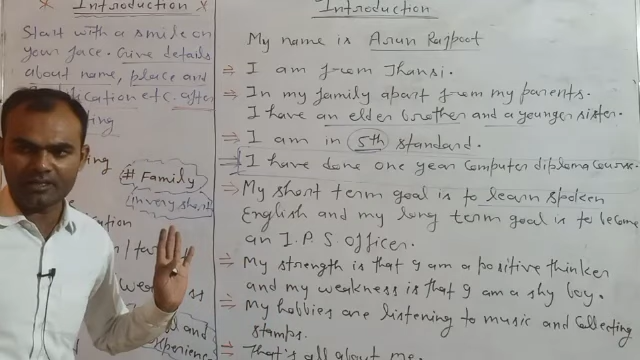 x Introduction x
Start with a smile on
your face. Give details
about name, place and
etc. after
# Family
in very short
and
Introduction
My name is Arun Rajpoot
⇒ I am from Jhansi.
⇒ In my family apart from my parents.
I have an elder brother and a younger sister.
⇒ I am in 5th standard.
⇒ I have done one year Computer diploma Course.
⇒ My short term goal is to learn spoken
English and my long term goal is to become
an I.P.S. Officer.
⇒ My strength is that I am a positive thinker
and my weakness is that I am a shy boy.
⇒ My hobbies are listening to music and Collecting
stamps.
⇒ That's all about me.